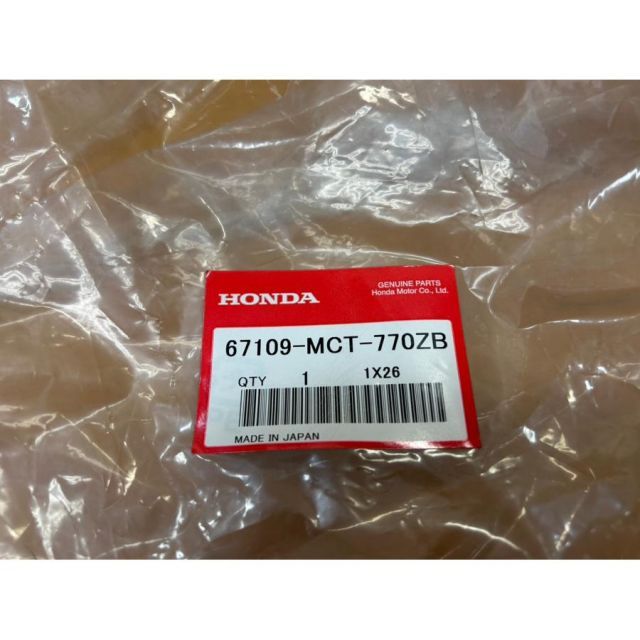 HONDA
GENUINE PARTS
Honda Motor Co., Ltd.
67109-MCT-770ZB
QTY 1 1X26
MADE IN JAPAN